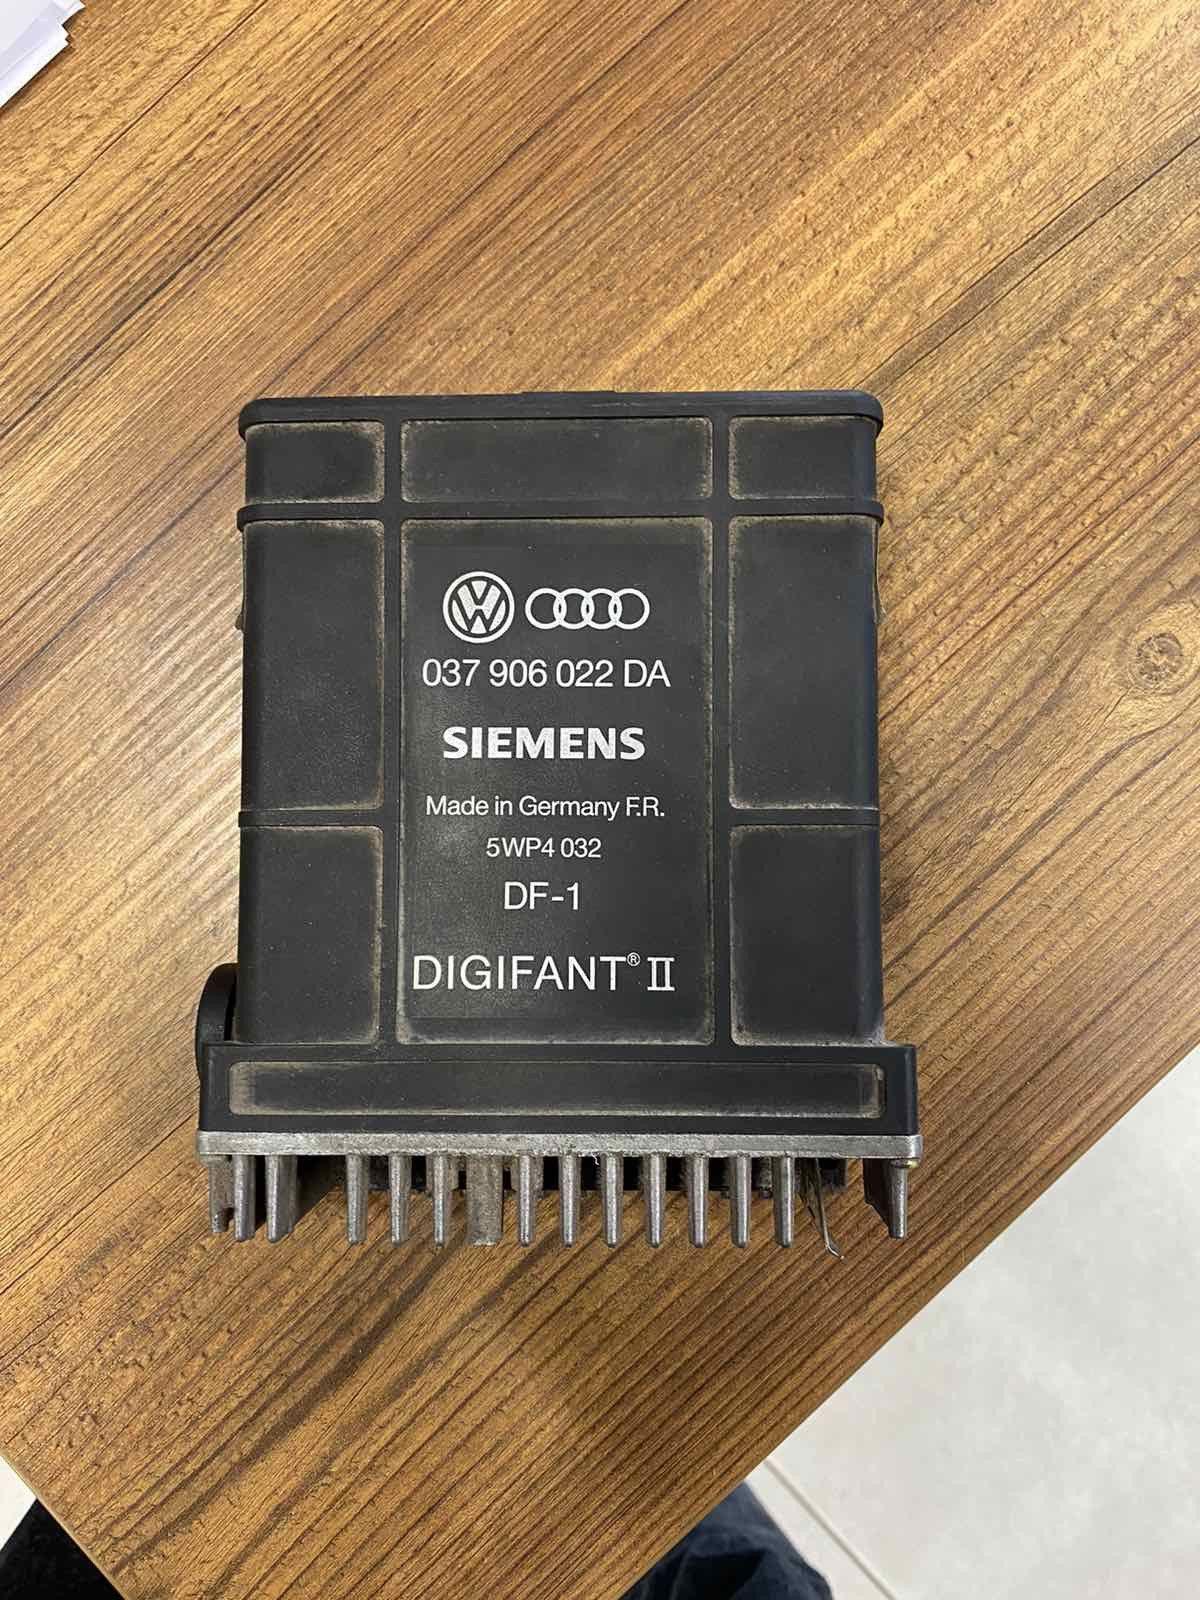 037 906 022 DA
SIEMENS
Made in Germany F.R.
5WP4 032
DF-1
DIGIFANT® II